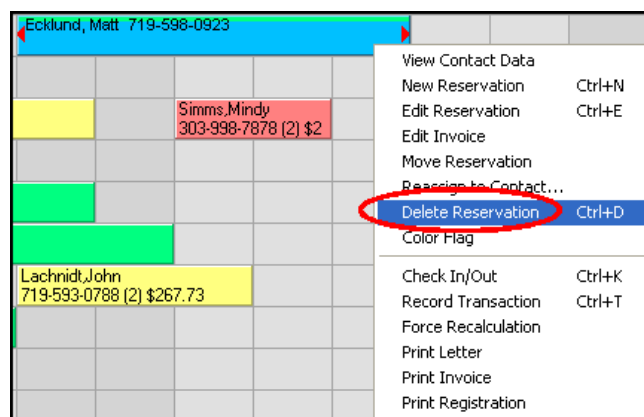 Ecklund, Matt 719-598-0923
View Contact Data
New Reservation Ctrl+N
Simms,Mindy
303-998-7878 (2) $2
Edit Reservation Ctrl+E
Edit Invoice
Move Reservation
Reassign to Contact...
Delete Reservation Ctrl+D
Color Flag
Lachnidt,John
719-593-0788 (2) $267.73
Check In/Out Ctrl+K
Record Transaction Ctrl+T
Force Recalculation
Print Letter
Print Invoice
Print Registration